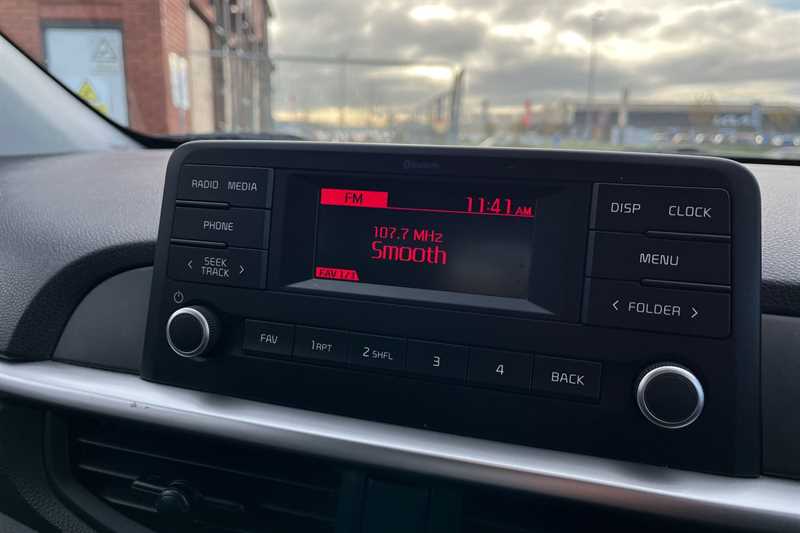 Bluetooth
RADIO MEDIA
PHONE
< SEEK TRACK >
FM
11:41 AM
107.7 MHz
Smooth
FAV 1/3
DISP CLOCK
MENU
< FOLDER >
FAV
1 RPT
2 SHFL
3
4
BACK